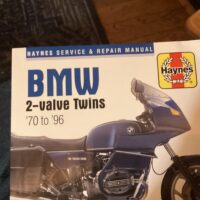 HAYNES SERVICE & REPAIR MANUAL
Haynes
BMW
2-valve Twins
'70 to '96